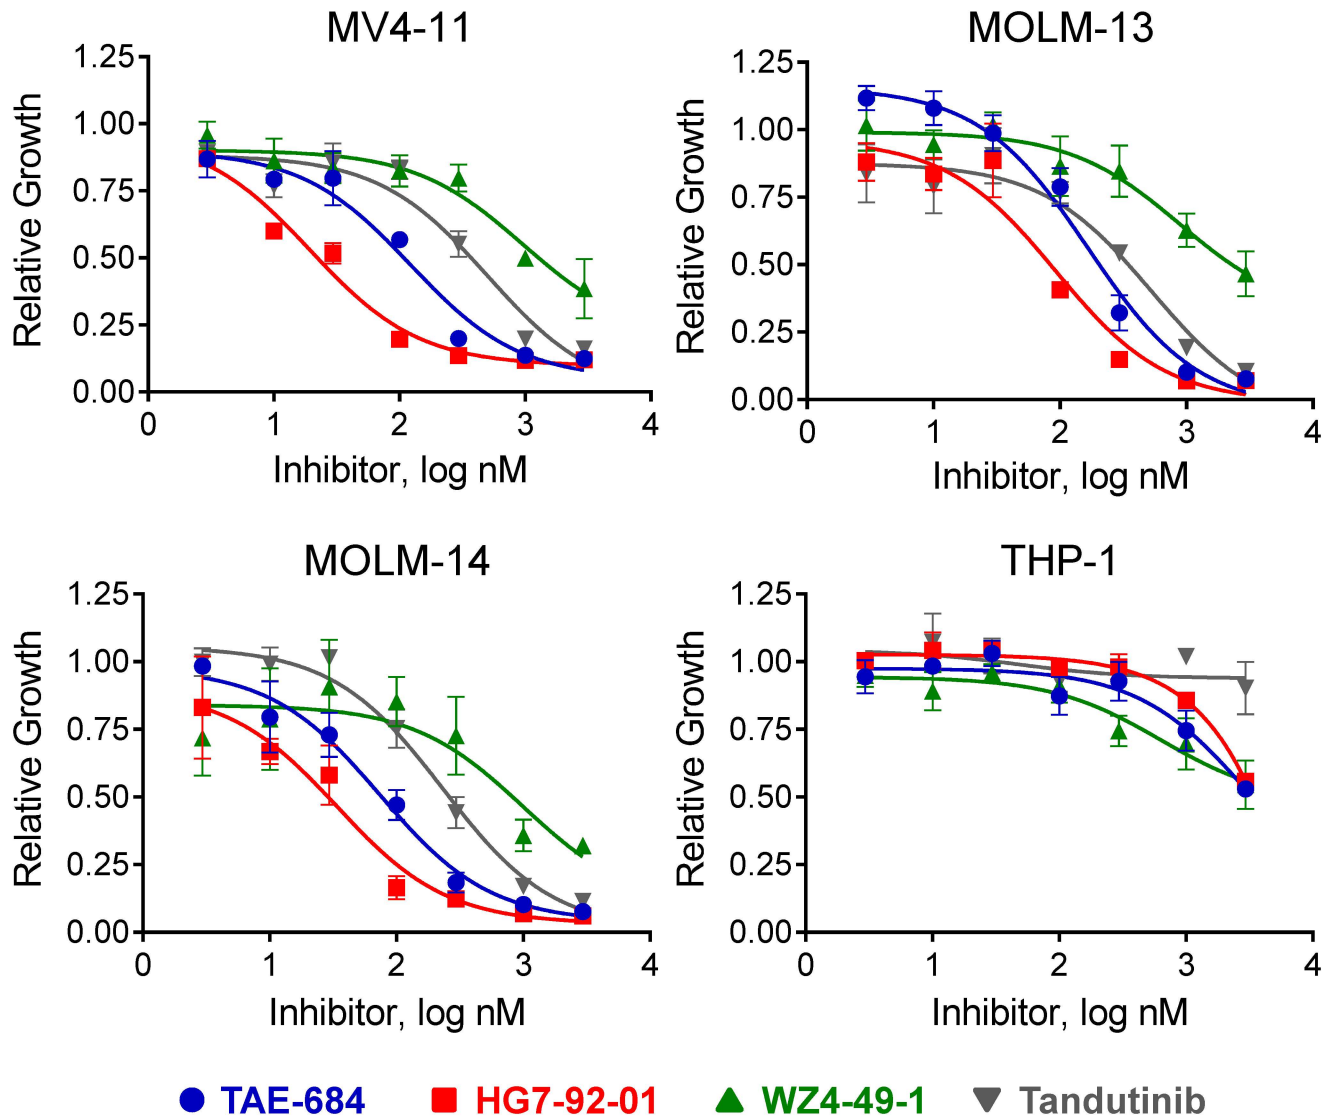 MV4-11
MOLM-13
Relative Growth
1.25
1.00
0.75
0.50
0.25
0.00
0 1 2 3 4
Inhibitor, log nM
Relative Growth
1.25
1.00
0.75
0.50
0.25
0.00
0 1 2 3 4
Inhibitor, log nM
MOLM-14
THP-1
Relative Growth
1.25
1.00
0.75
0.50
0.25
0.00
0 1 2 3 4
Inhibitor, log nM
Relative Growth
1.25
1.00
0.75
0.50
0.25
0.00
0 1 2 3 4
Inhibitor, log nM
TAE-684 HG7-92-01 WZ4-49-1 Tandutinib